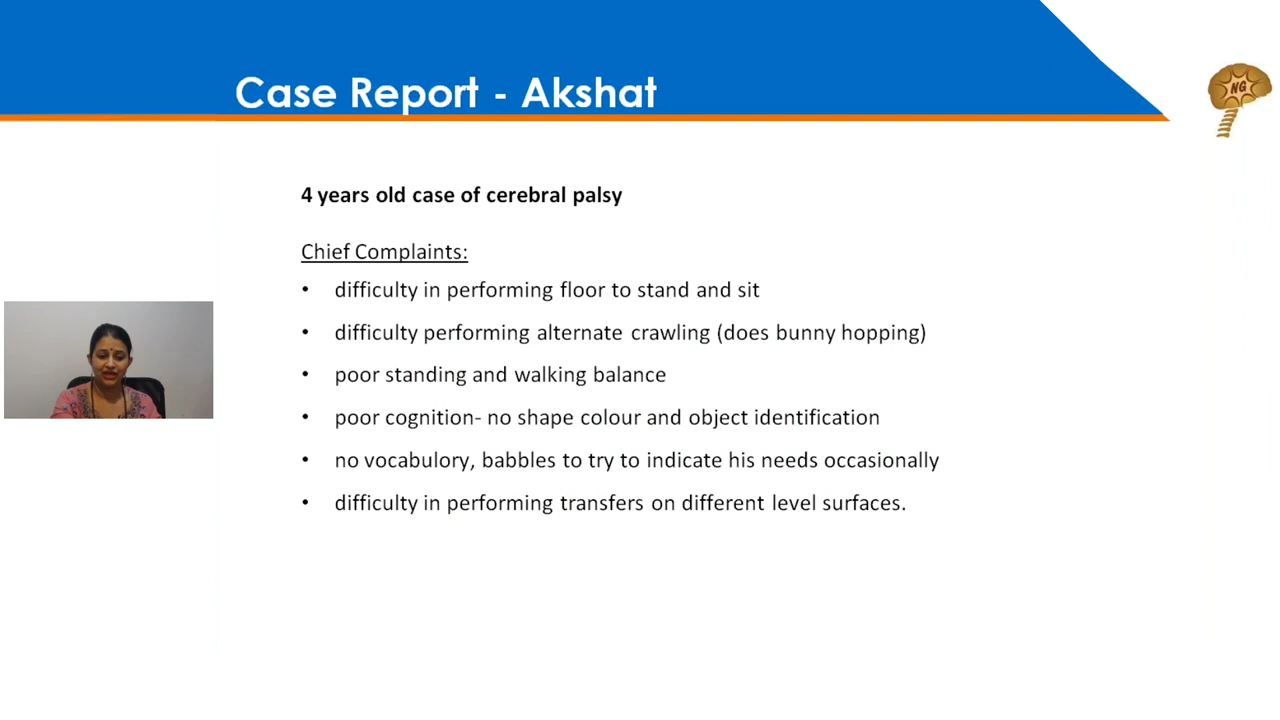 Case Report - Akshat
NG
4 years old case of cerebral palsy
Chief Complaints:
• difficulty in performing floor to stand and sit
• difficulty performing alternate crawling (does bunny hopping)
• poor standing and walking balance
• poor cognition- no shape colour and object identification
• no vocabulory, babbles to try to indicate his needs occasionally
• difficulty in performing transfers on different level surfaces.